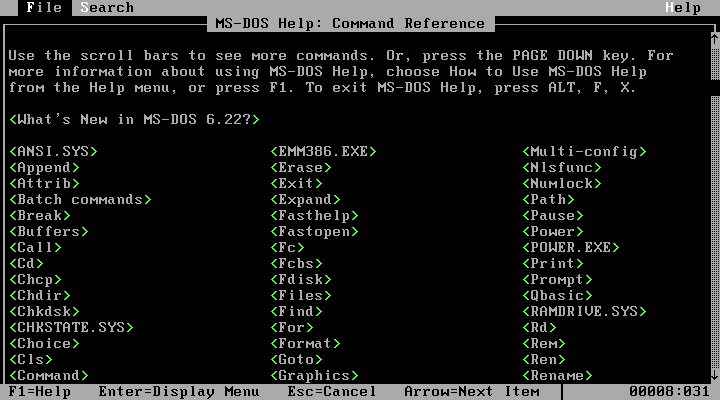 File Search Help
MS-DOS Help: Command Reference
Use the scroll bars to see more commands. Or, press the PAGE DOWN key. For
more information about using MS-DOS Help, choose How to Use MS-DOS Help
from the Help menu, or press F1. To exit MS-DOS Help, press ALT, F, X.
<What's New in MS-DOS 6.22?>
<ANSI.SYS> <EMM386.EXE> <Multi-config>
<Append> <Erase> <Nlsfunc>
<Attrib> <Exit> <Numlock>
<Batch commands> <Expand> <Path>
<Break> <Fasthelp> <Pause>
<Buffers> <Fastopen> <Power>
<Call> <Fc> <POWER.EXE>
<Cd> <Fcbs> <Print>
<Chcp> <Fdisk> <Prompt>
<Chdir> <Files> <Qbasic>
<Chkdsk> <Find> <RAMDRIVE.SYS>
<CHKSTATE.SYS> <For> <Rd>
<Choice> <Format> <Rem>
<Cls> <Goto> <Ren>
<Command> <Graphics> <Rename>
F1=Help Enter=Display Menu Esc=Cancel Arrow=Next Item 00008:031